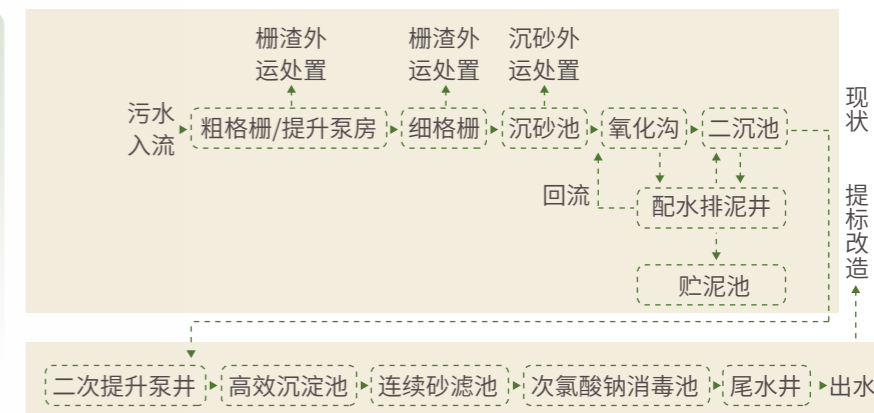 栅渣外
运处置
栅渣外
运处置
沉砂外
运处置
污水
入流
粗格栅/提升泵房
细格栅
沉砂池
氧化沟
二沉池
回流
配水排泥井
贮泥池
现状
提标改造
二次提升泵井
高效沉淀池
连续砂滤池
次氯酸钠消毒池
尾水井
出水